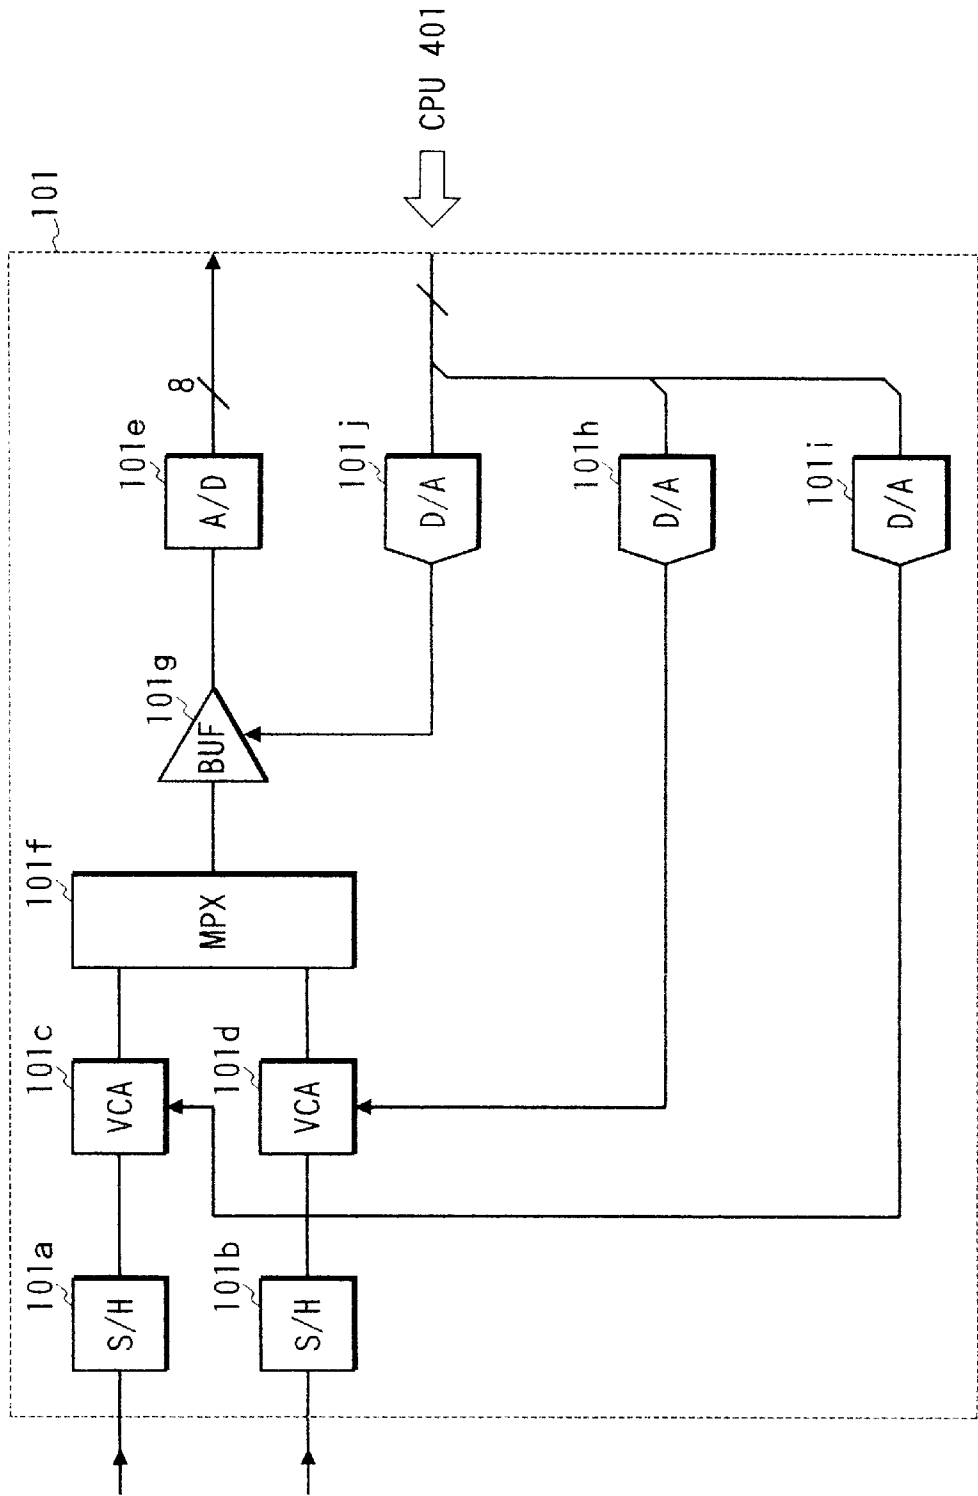 101
101a
S/H
101c
VCA
101f
MPX
101g
BUF
101e
A/D
8
101b
S/H
101d
VCA
101j
D/A
CPU 401
101h
D/A
101i
D/A